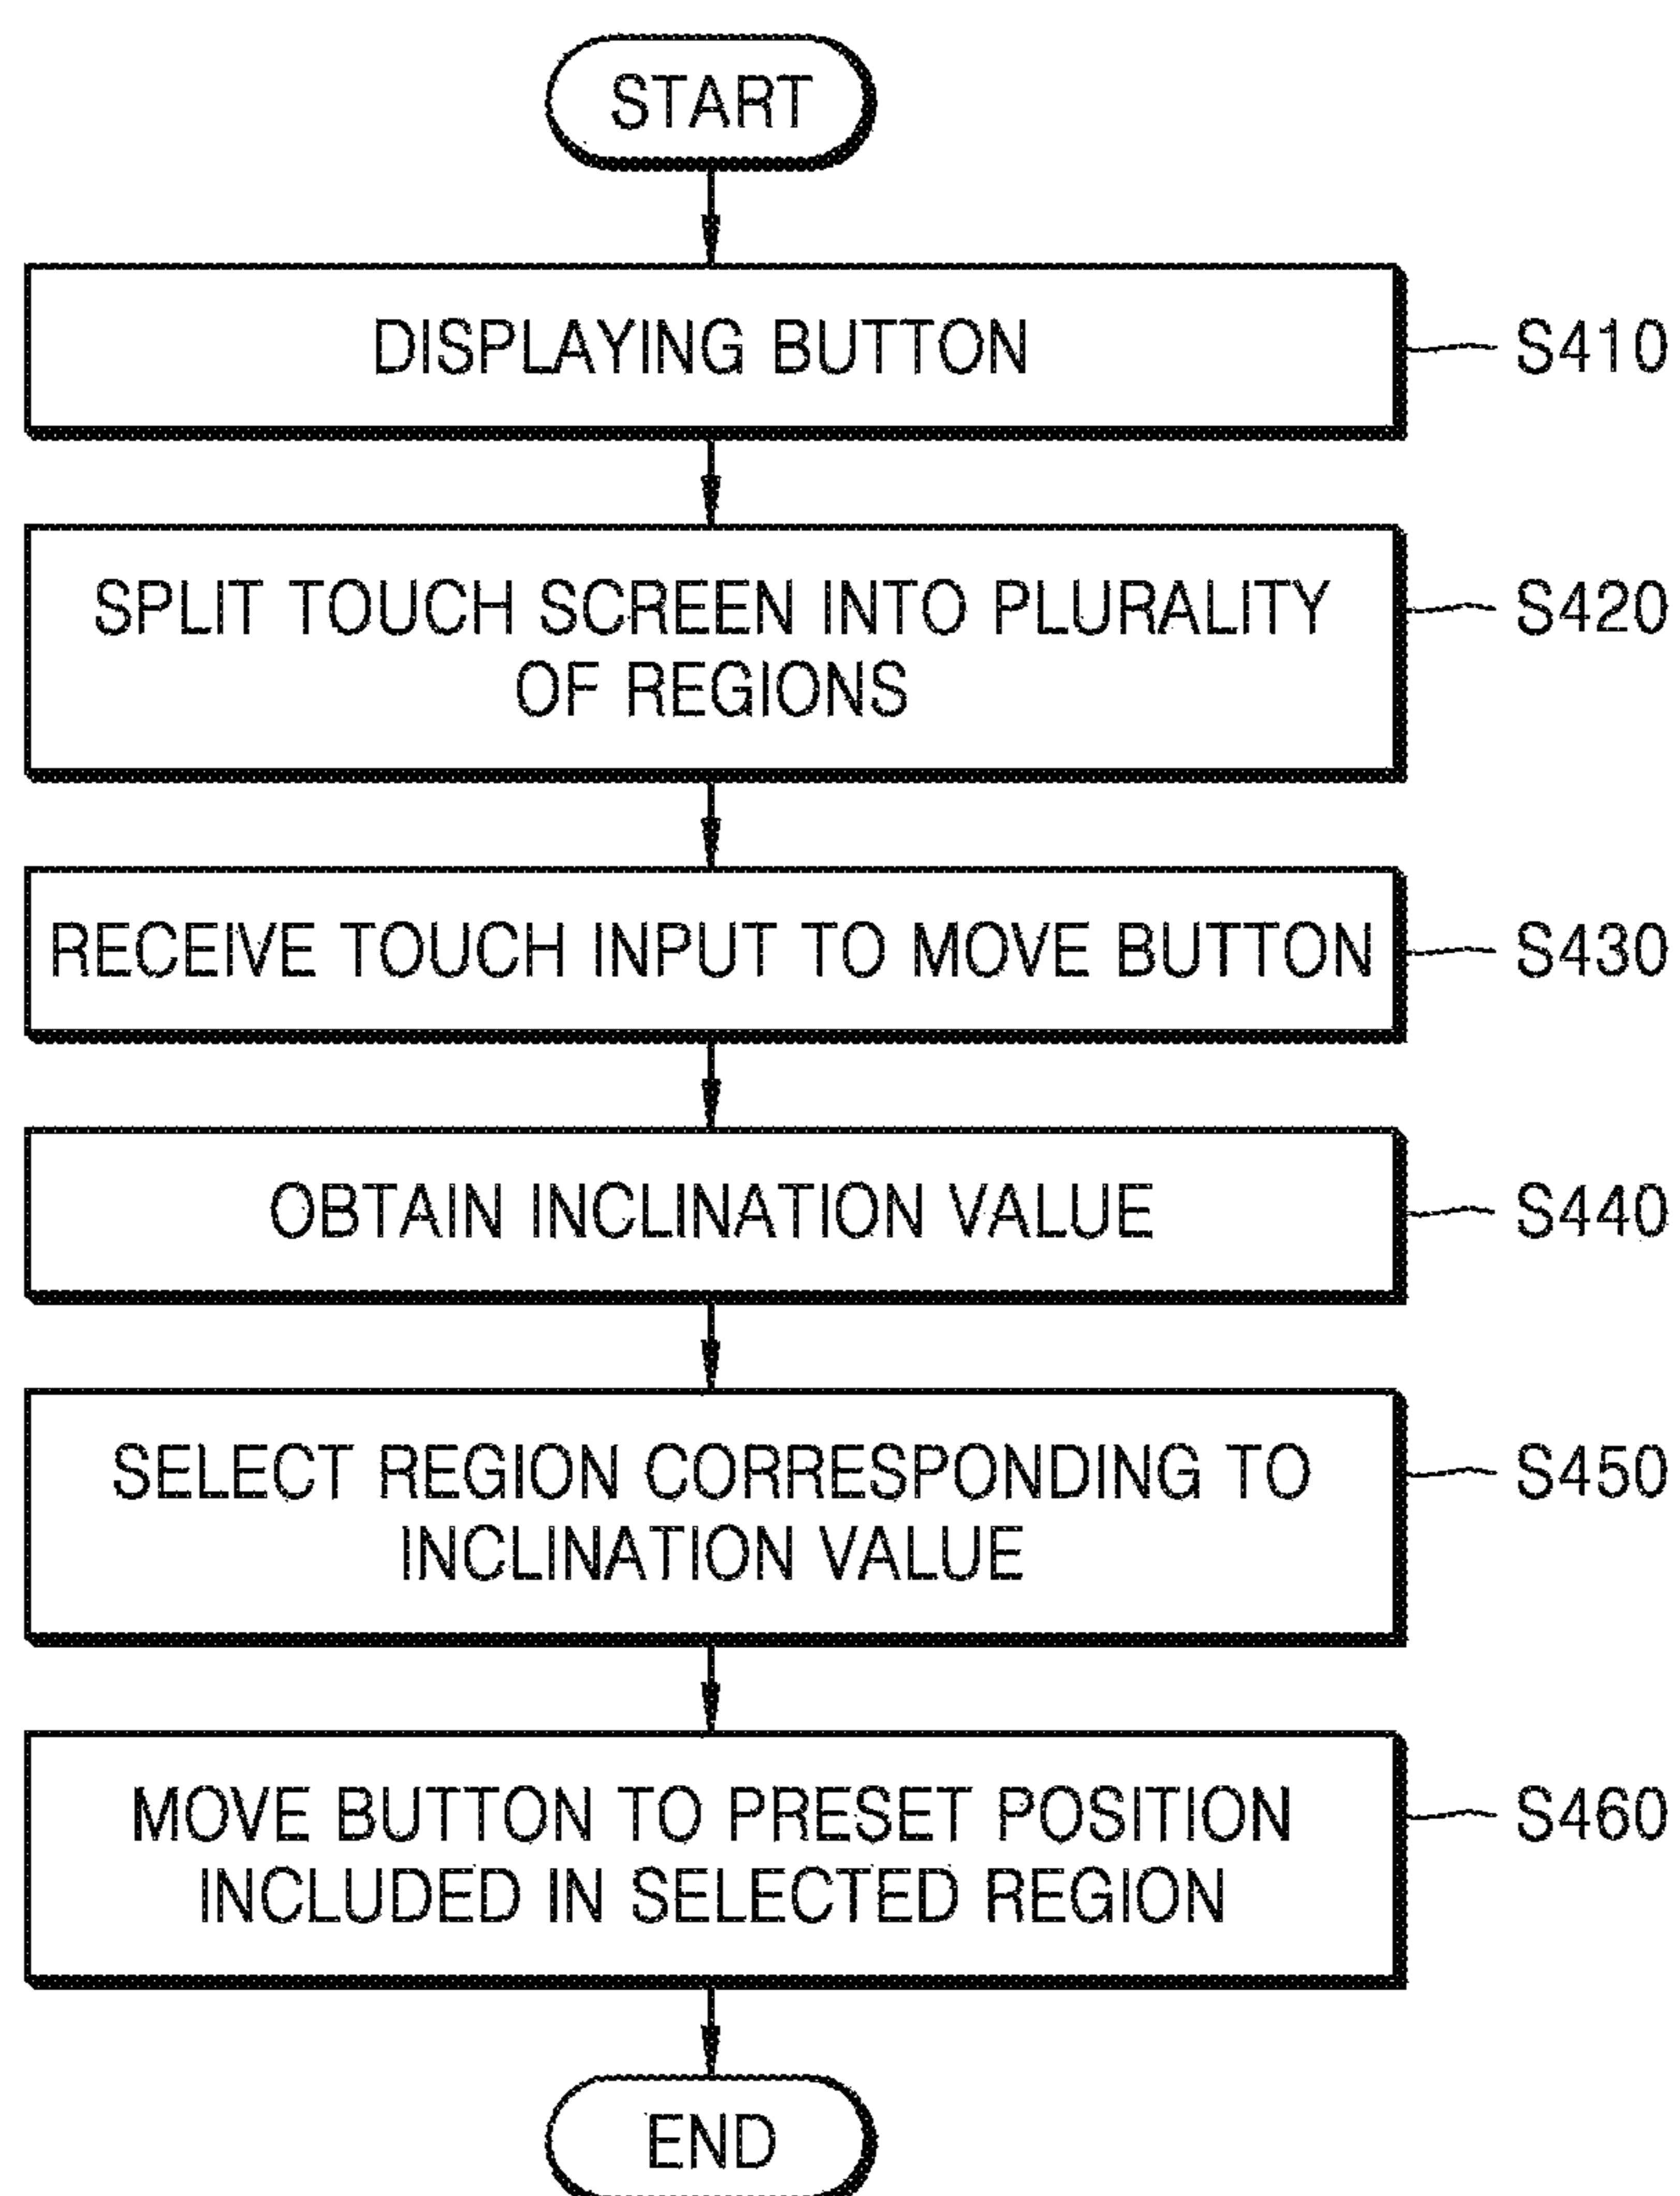 START
DISPLAYING BUTTON
S410
SPLIT TOUCH SCREEN INTO PLURALITY
OF REGIONS
S420
RECEIVE TOUCH INPUT TO MOVE BUTTON
S430
OBTAIN INCLINATION VALUE
S440
SELECT REGION CORRESPONDING TO
INCLINATION VALUE
S450
MOVE BUTTON TO PRESET POSITION
INCLUDED IN SELECTED REGION
S460
END